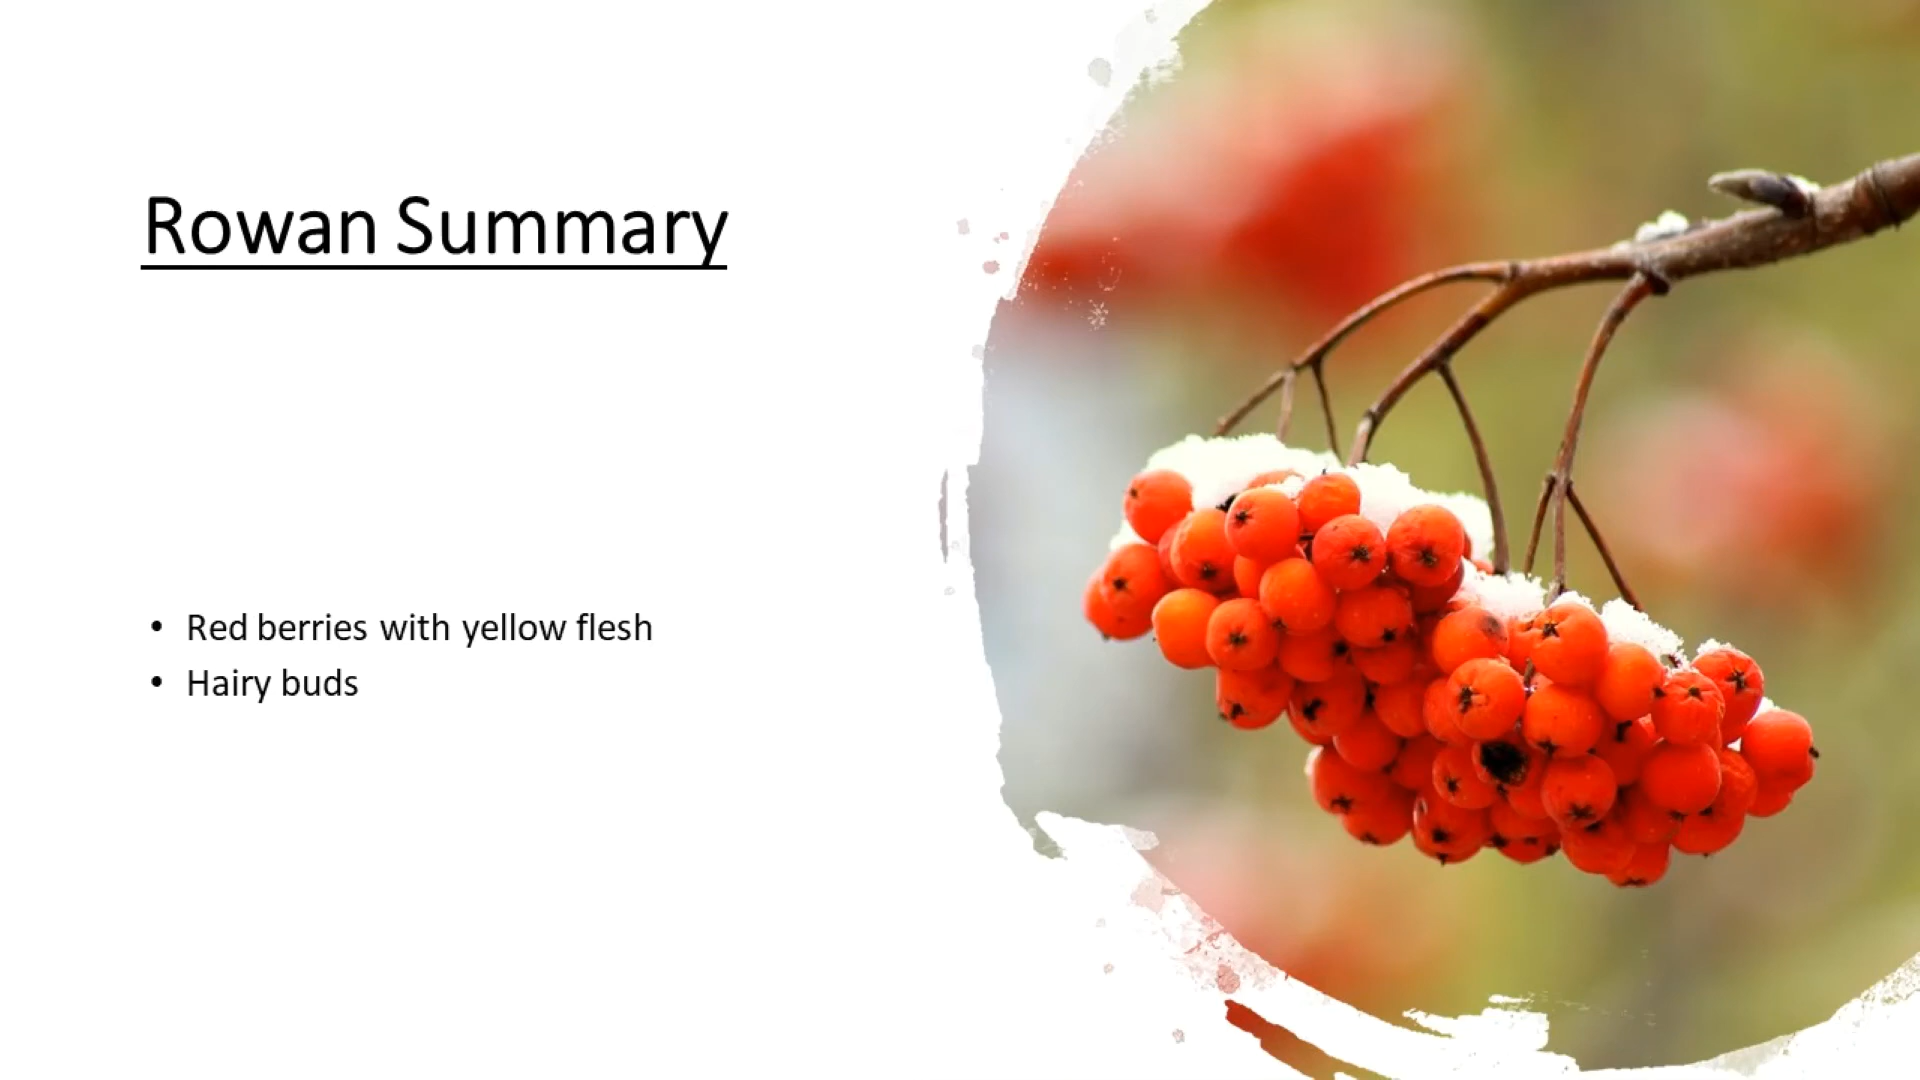 Rowan Summary
• Red berries with yellow flesh
• Hairy buds